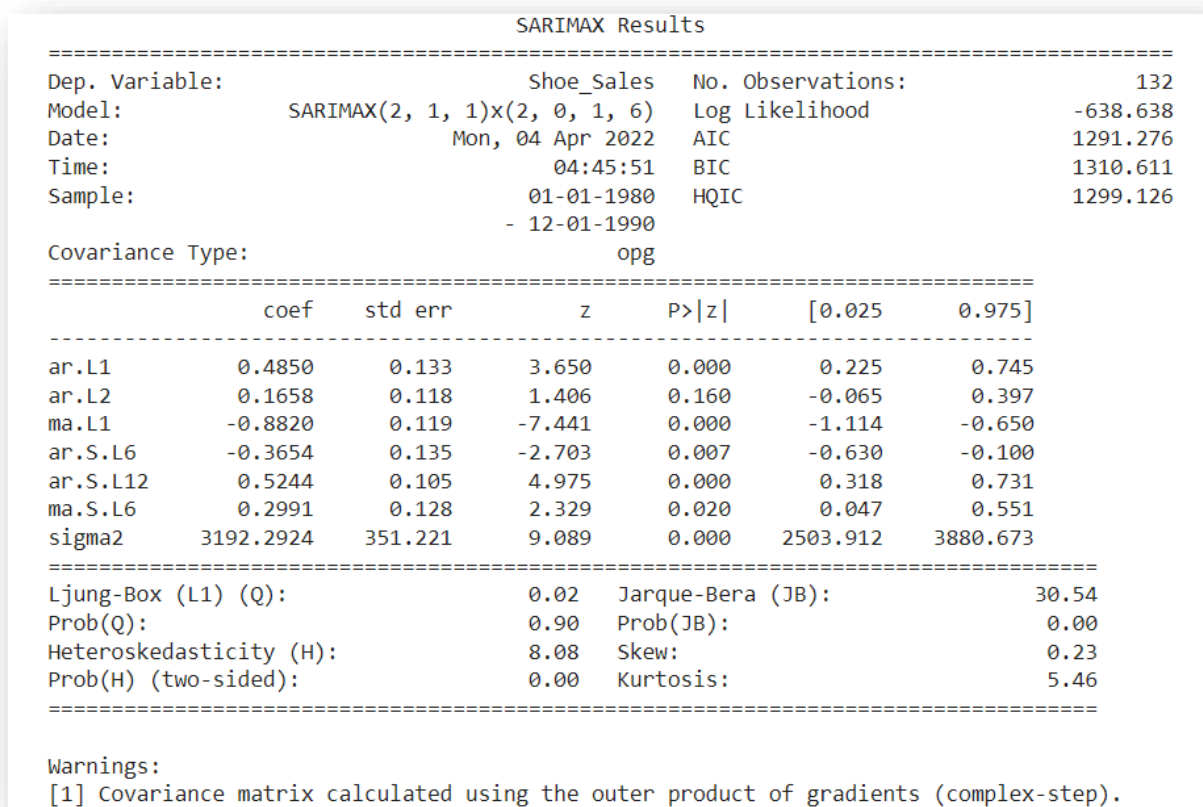 SARIMAX Results
==========================================================================================
Dep. Variable:                        Shoe_Sales   No. Observations:                  132
Model:             SARIMAX(2, 1, 1)x(2, 0, 1, 6)   Log Likelihood                -638.638
Date:                           Mon, 04 Apr 2022   AIC                           1291.276
Time:                                   04:45:51   BIC                           1310.611
Sample:                               01-01-1980   HQIC                          1299.126
                                    - 12-01-1990
Covariance Type:                             opg
==============================================================================
                 coef    std err          z      P>|z|      [0.025      0.975]
------------------------------------------------------------------------------
ar.L1          0.4850      0.133      3.650      0.000       0.225       0.745
ar.L2          0.1658      0.118      1.406      0.160      -0.065       0.397
ma.L1         -0.8820      0.119     -7.441      0.000      -1.114      -0.650
ar.S.L6       -0.3654      0.135     -2.703      0.007      -0.630      -0.100
ar.S.L12       0.5244      0.105      4.975      0.000       0.318       0.731
ma.S.L6        0.2991      0.128      2.329      0.020       0.047       0.551
sigma2      3192.2924    351.221      9.089      0.000    2503.912    3880.673
===================================================================================
Ljung-Box (L1) (Q):                   0.02   Jarque-Bera (JB):                30.54
Prob(Q):                              0.90   Prob(JB):                         0.00
Heteroskedasticity (H):               8.08   Skew:                             0.23
Prob(H) (two-sided):                  0.00   Kurtosis:                         5.46
===================================================================================
Warnings:
[1] Covariance matrix calculated using the outer product of gradients (complex-step).